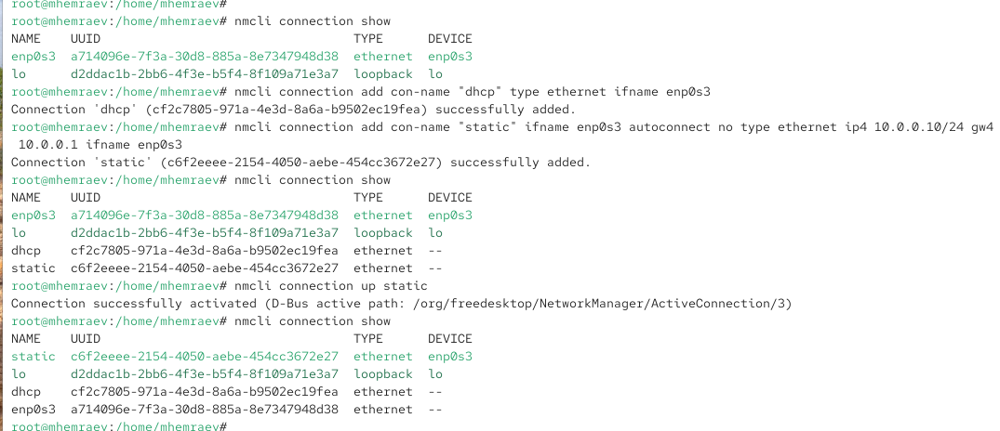 root@mhemraev:/home/mhemraev#
root@mhemraev:/home/mhemraev# nmcli connection show
NAME    UUID                                  TYPE      DEVICE
enp0s3  a714096e-7f3a-30d8-885a-8e7347948d38  ethernet  enp0s3
lo      d2ddac1b-2bb6-4f3e-b5f4-8f109a71e3a7  loopback  lo
root@mhemraev:/home/mhemraev# nmcli connection add con-name "dhcp" type ethernet ifname enp0s3
Connection 'dhcp' (cf2c7805-971a-4e3d-8a6a-b9502ec19fea) successfully added.
root@mhemraev:/home/mhemraev# nmcli connection add con-name "static" ifname enp0s3 autoconnect no type ethernet ip4 10.0.0.10/24 gw4
 10.0.0.1 ifname enp0s3
Connection 'static' (c6f2eeee-2154-4050-aebe-454cc3672e27) successfully added.
root@mhemraev:/home/mhemraev# nmcli connection show
NAME    UUID                                  TYPE      DEVICE
enp0s3  a714096e-7f3a-30d8-885a-8e7347948d38  ethernet  enp0s3
lo      d2ddac1b-2bb6-4f3e-b5f4-8f109a71e3a7  loopback  lo
dhcp    cf2c7805-971a-4e3d-8a6a-b9502ec19fea  ethernet  --
static  c6f2eeee-2154-4050-aebe-454cc3672e27  ethernet  --
root@mhemraev:/home/mhemraev# nmcli connection up static
Connection successfully activated (D-Bus active path: /org/freedesktop/NetworkManager/ActiveConnection/3)
root@mhemraev:/home/mhemraev# nmcli connection show
NAME    UUID                                  TYPE      DEVICE
static  c6f2eeee-2154-4050-aebe-454cc3672e27  ethernet  enp0s3
lo      d2ddac1b-2bb6-4f3e-b5f4-8f109a71e3a7  loopback  lo
dhcp    cf2c7805-971a-4e3d-8a6a-b9502ec19fea  ethernet  --
enp0s3  a714096e-7f3a-30d8-885a-8e7347948d38  ethernet  --
root@mhemraev:/home/mhemraev#